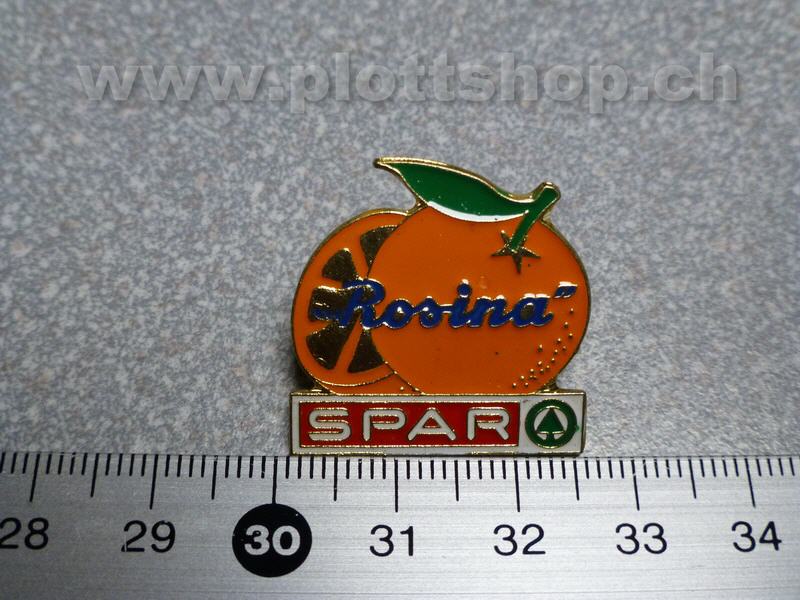 www.plottshop.ch
"Rosina"
SPAR
28 29 30 31 32 33 34